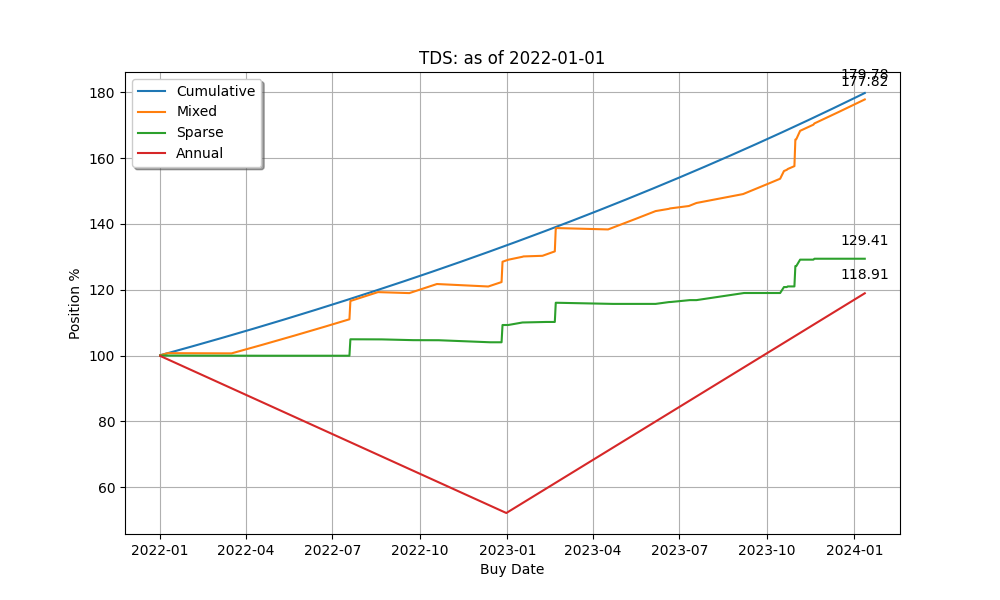 TDS: as of 2022-01-01
Cumulative
Mixed
Sparse
Annual
179.78
177.82
129.41
118.91
180
160
140
120
100
80
60
Position %
2022-01 2022-04 2022-07 2022-10 2023-01 2023-04 2023-07 2023-10 2024-01
Buy Date